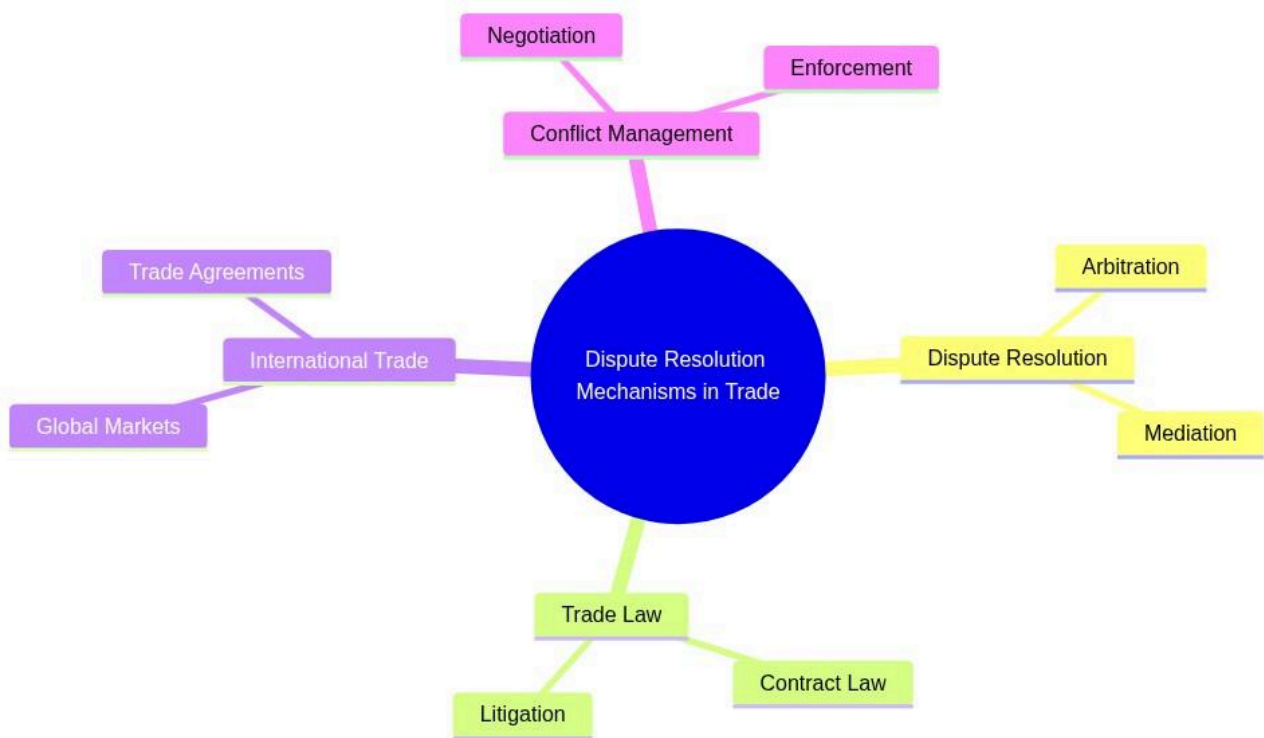 Negotiation
Enforcement
Conflict Management
Trade Agreements
Arbitration
International Trade
Dispute Resolution
Mechanisms in Trade
Dispute Resolution
Global Markets
Mediation
Trade Law
Contract Law
Litigation